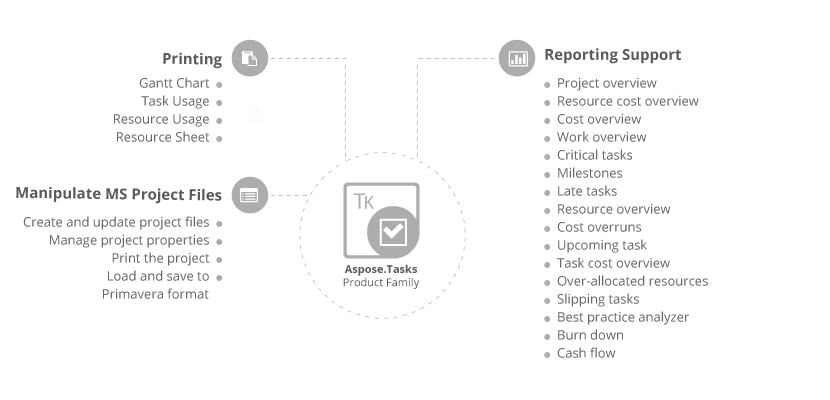 Printing
Gantt Chart
Task Usage
Resource Usage
Resource Sheet
Manipulate MS Project Files
Create and update project files
Manage project properties
Print the project
Load and save to
Primavera format
TK
Aspose.Tasks
Product Family
Reporting Support
Project overview
Resource cost overview
Cost overview
Work overview
Critical tasks
Milestones
Late tasks
Resource overview
Cost overruns
Upcoming task
Task cost overview
Over-allocated resources
Slipping tasks
Best practice analyzer
Burn down
Cash flow